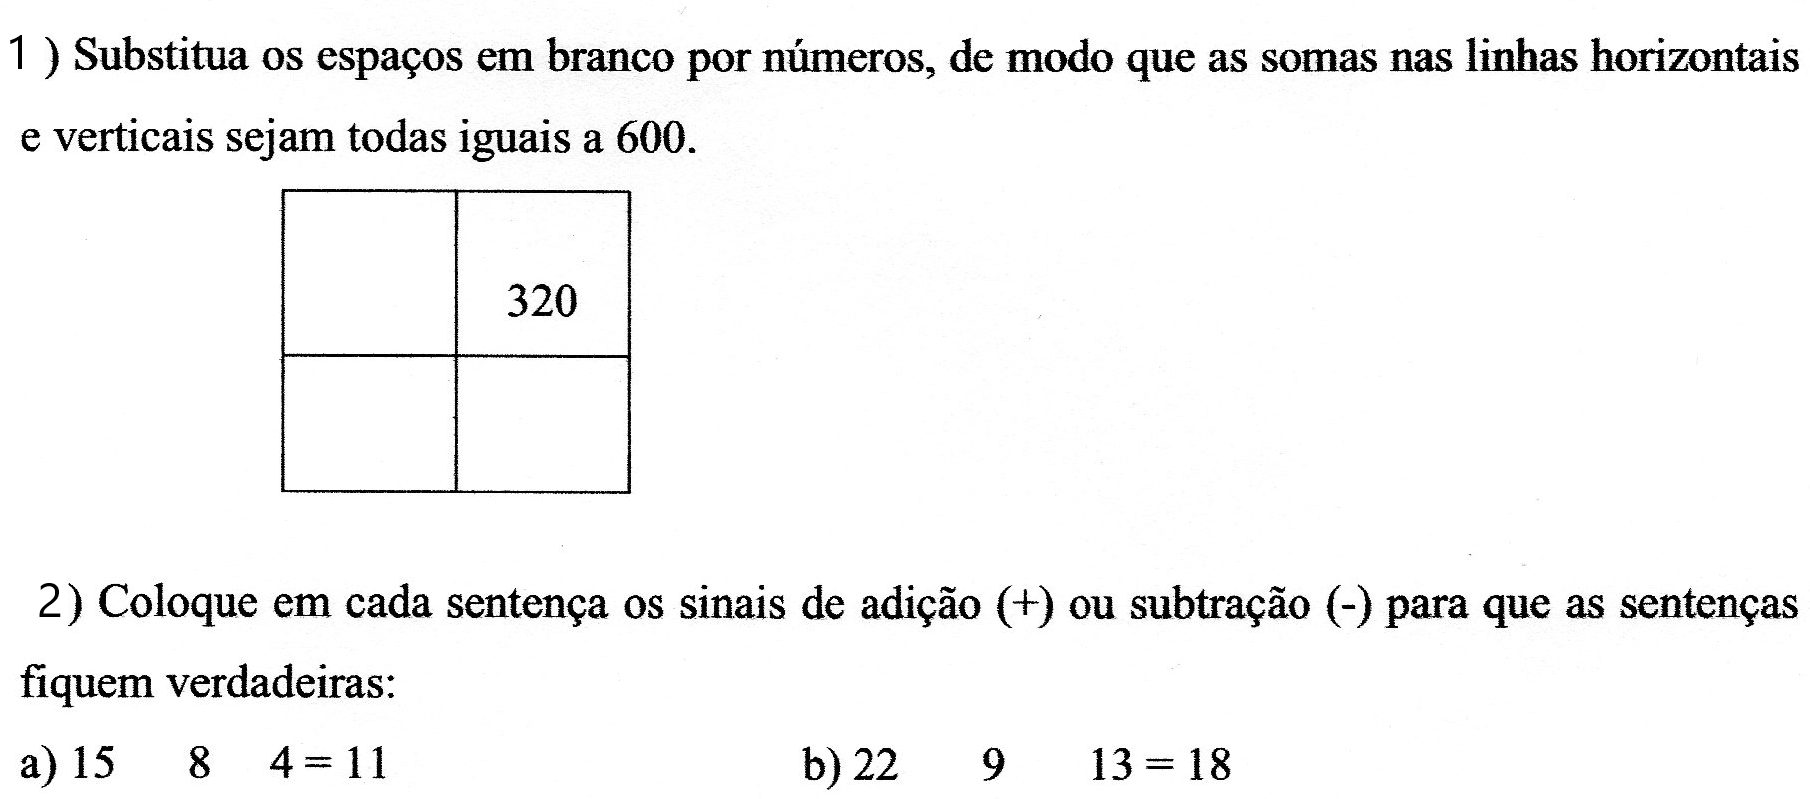 1 ) Substitua os espaços em branco por números, de modo que as somas nas linhas horizontais
e verticais sejam todas iguais a 600.
320
2) Coloque em cada sentença os sinais de adição (+) ou subtração (-) para que as sentenças
fiquem verdadeiras:
a) 15 8 4 = 11 b) 22 9 13 = 18